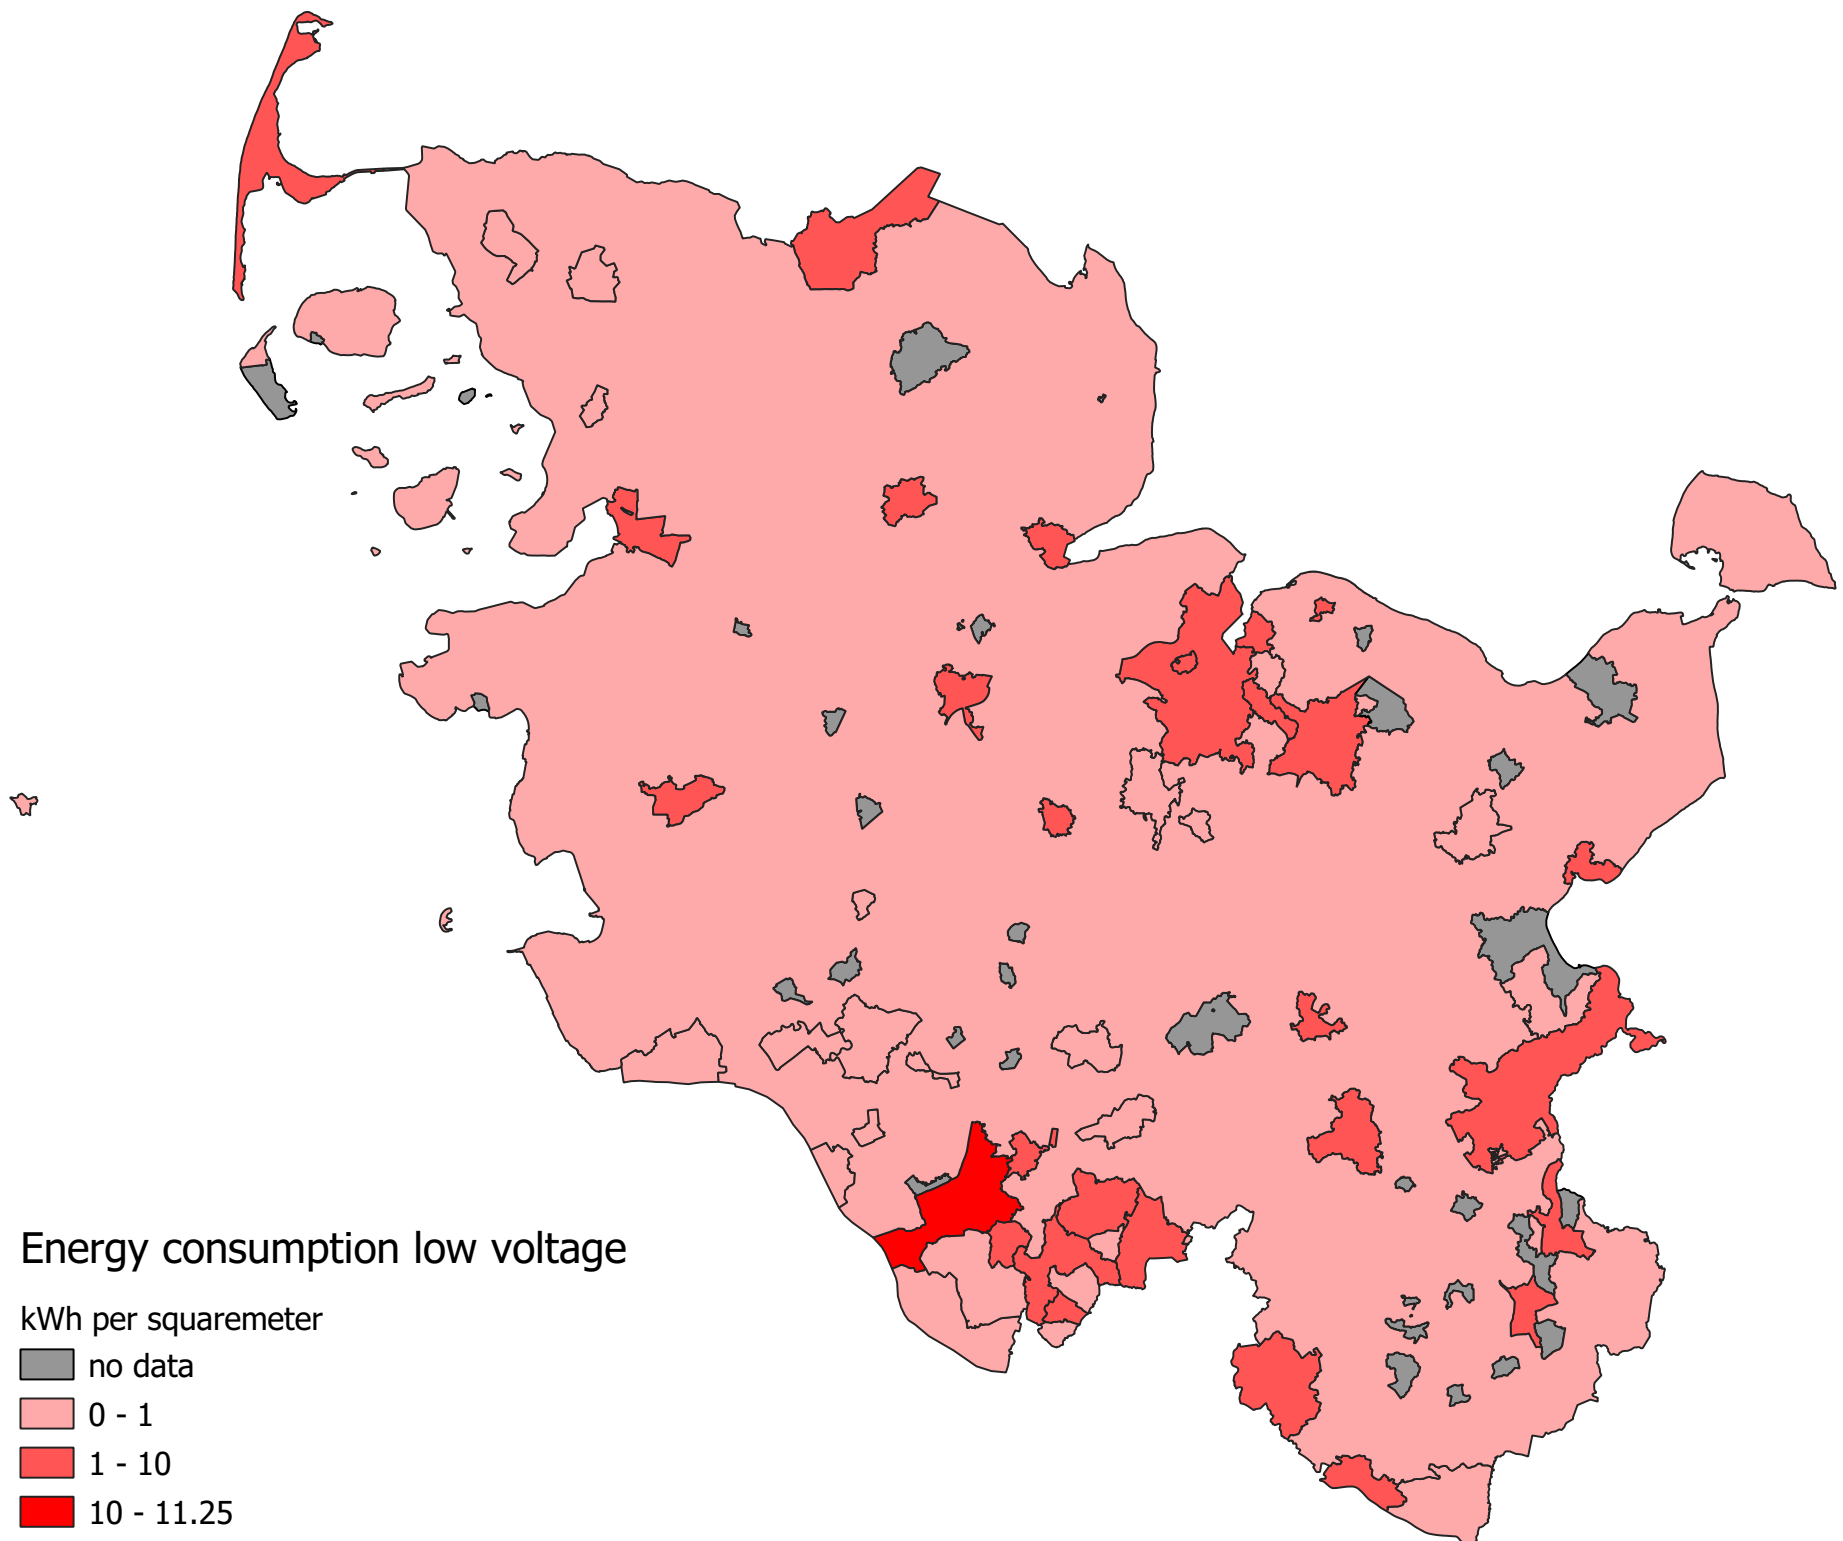 Energy consumption low voltage
kWh per squaremeter
no data
0 - 1
1 - 10
10 - 11.25